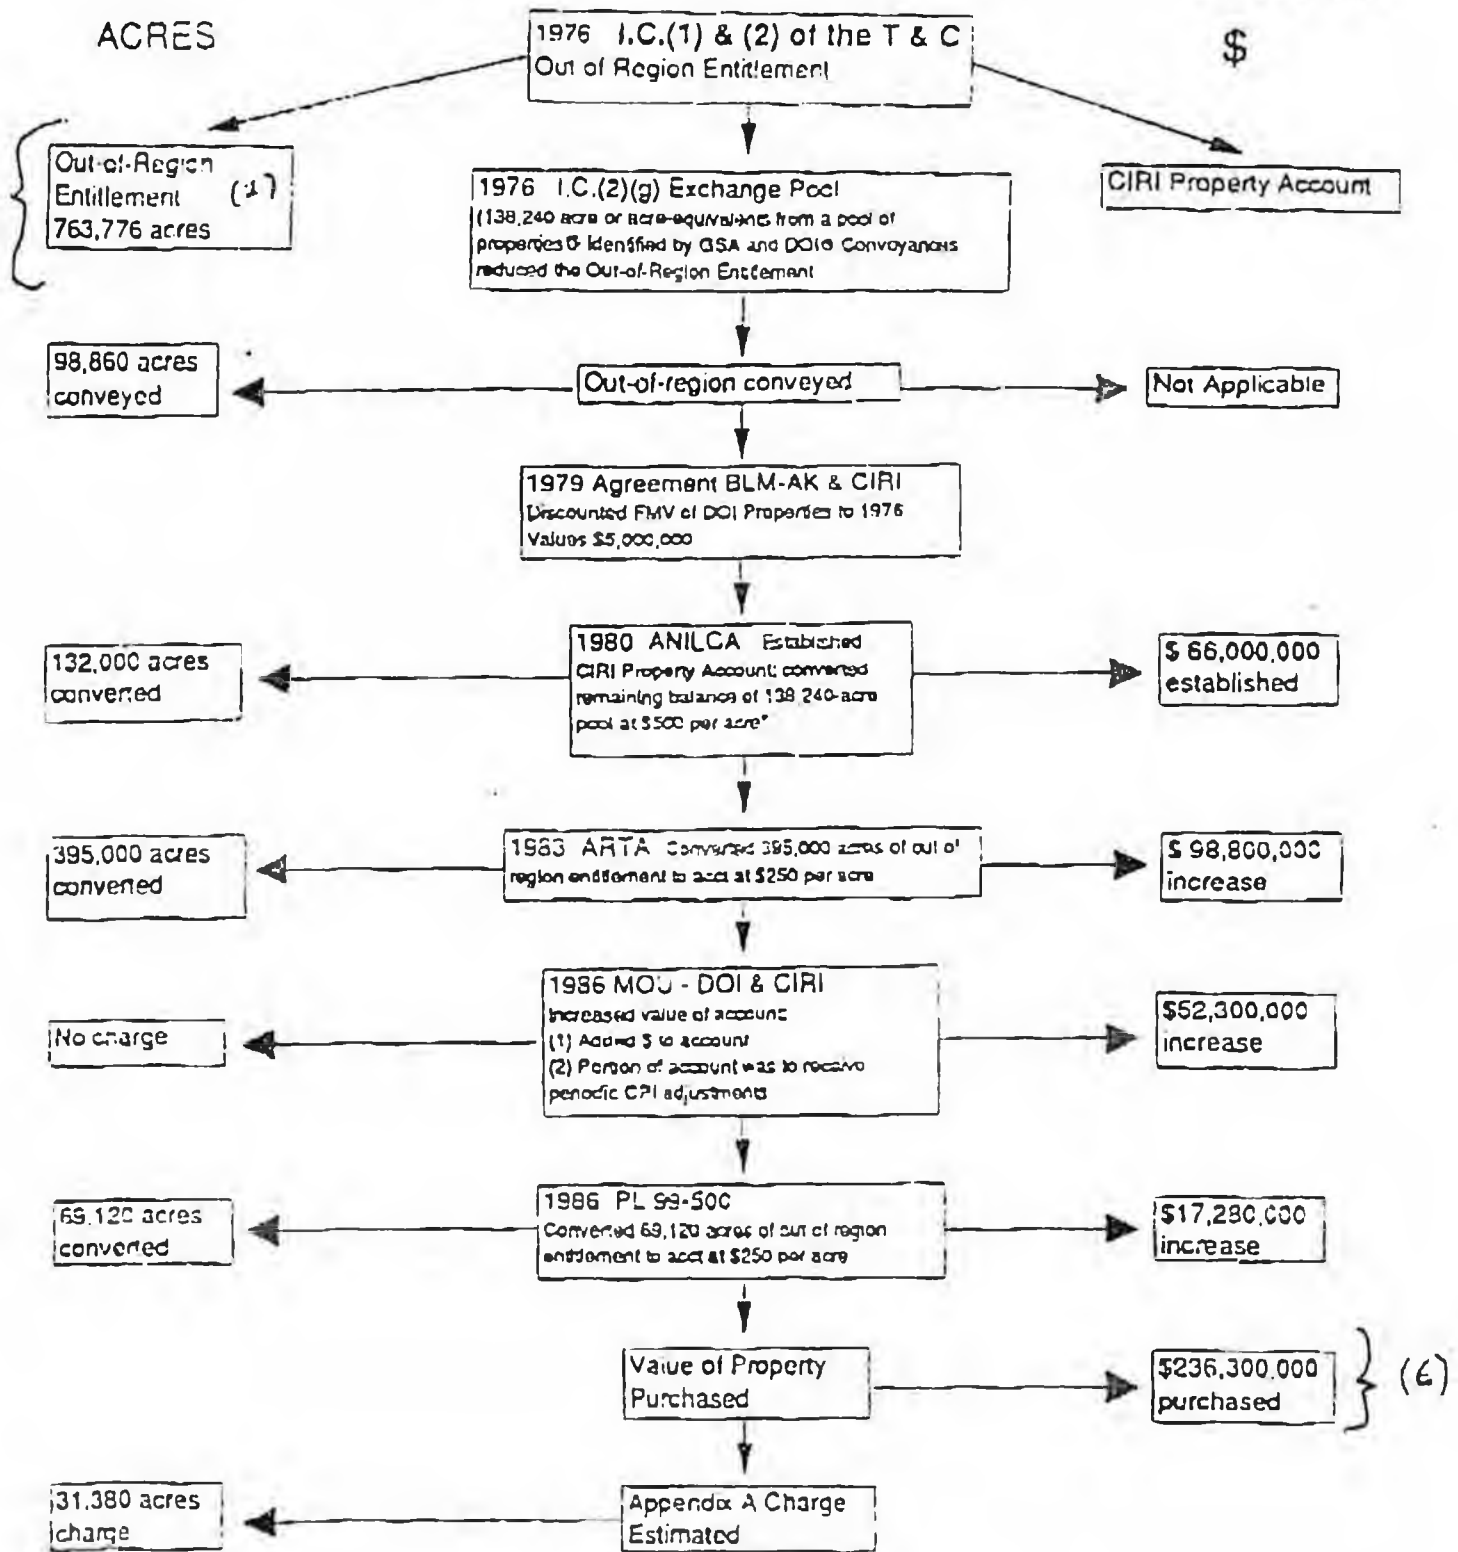 ACRES
1976 I.C.(1) & (2) of the T & C
Out of Region Entitlement
$
Out-of-Region
Entitlement
763,776 acres
1976 I.C.(2)(g) Exchange Pool
(138,240 acre or acre-equivalents from a pool of
properties Identified by GSA and Conveyances
reduced the Out-of-Region Entitlement
CIRI Property Account
98,860 acres
conveyed
Out-of-region conveyed
Not Applicable
1979 Agreement BLM-AK & CIRI
Discounted FMV of DOI Properties to 1976
Values $5,000,000
132,000 acres
converted
1980 ANILCA Established
CIRI Property Account; converted
remaining balance of 138,240-acre
pool at $500 per acre*
$ 66,000,000
established
395,000 acres
converted
1983 ARTA Converted 395,000 acres of out of
region entitlement to acct at $250 per acre
$ 98,800,000
increase
No charge
1986 MOU - DOI & CIRI
Increased value of account:
(1) Added $ to account
(2) Portion of account was to receive
periodic CPI adjustments
$52,300,000
increase
69,120 acres
converted
1986 PL 99-500
Converted 69,120 acres of out of region
entitlement to acct at $250 per acre
$17,280,000
increase
Value of Property
Purchased
$236,300,000
purchased
31,380 acres
charge
Appendix A Charge
Estimated